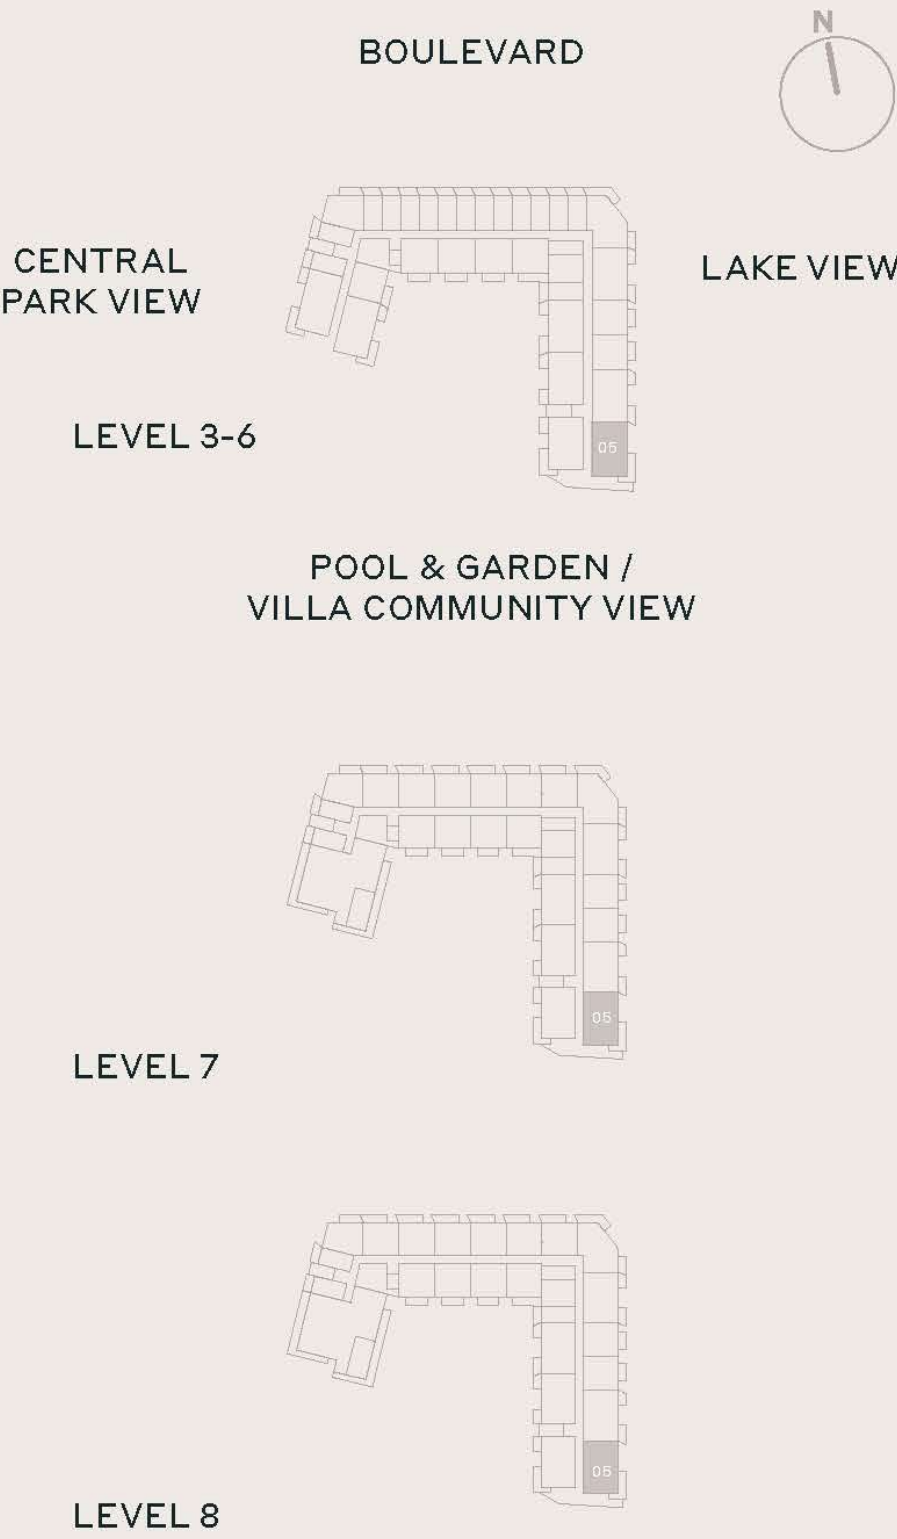 N
BOULEVARD
CENTRAL
PARK VIEW
LAKE VIEW
LEVEL 3-6
05
POOL & GARDEN /
VILLA COMMUNITY VIEW
05
LEVEL 7
05
LEVEL 8